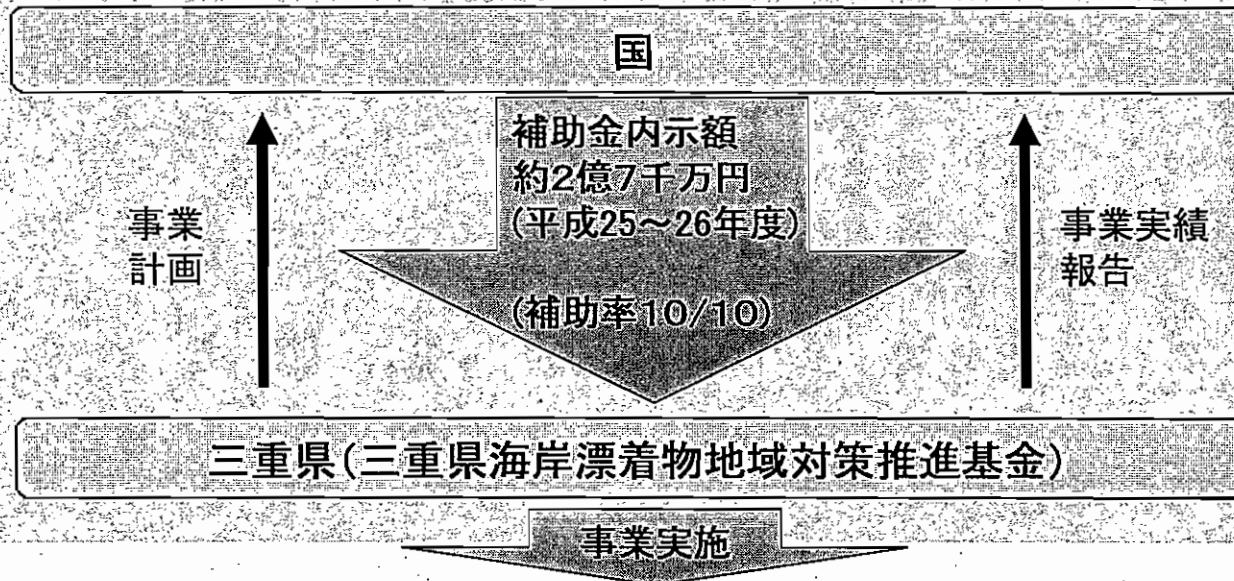 国
補助金内示額
約2億7千万円
(平成25～26年度)
(補助率10/10)
事業
計画
事業実績
報告
三重県(三重県海岸漂着物地域対策推進基金)
事業実施